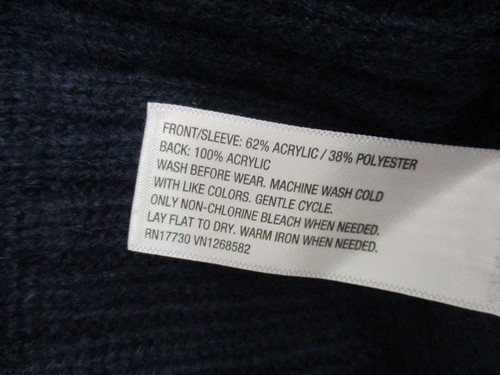 FRONT/SLEEVE: 62% ACRYLIC / 38% POLYESTER
BACK: 100% ACRYLIC
WASH BEFORE WEAR. MACHINE WASH COLD
WITH LIKE COLORS. GENTLE CYCLE.
ONLY NON-CHLORINE BLEACH WHEN NEEDED.
LAY FLAT TO DRY. WARM IRON WHEN NEEDED.
RN17730 VN1268582